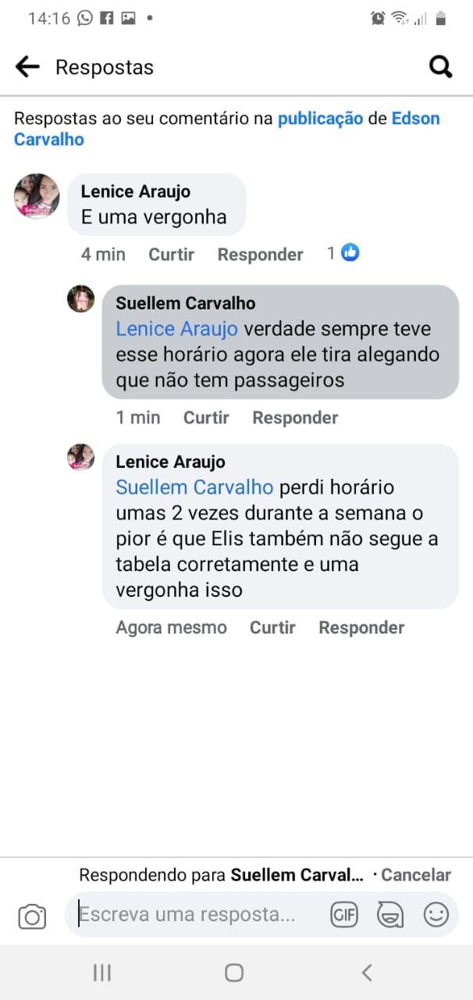 14:16
Respostas
Respostas ao seu comentário na publicação de Edson
Carvalho
Lenice Araujo
E uma vergonha
4 min Curtir Responder 1
Suellem Carvalho
Lenice Araujo verdade sempre teve
esse horário agora ele tira alegando
que não tem passageiros
1 min Curtir Responder
Lenice Araujo
Suellem Carvalho perdi horário
umas 2 vezes durante a semana o
pior é que Elis também não segue a
tabela corretamente e uma
vergonha isso
Agora mesmo Curtir Responder
Respondendo para Suellem Carval... · Cancelar
Escreva uma resposta... GIF